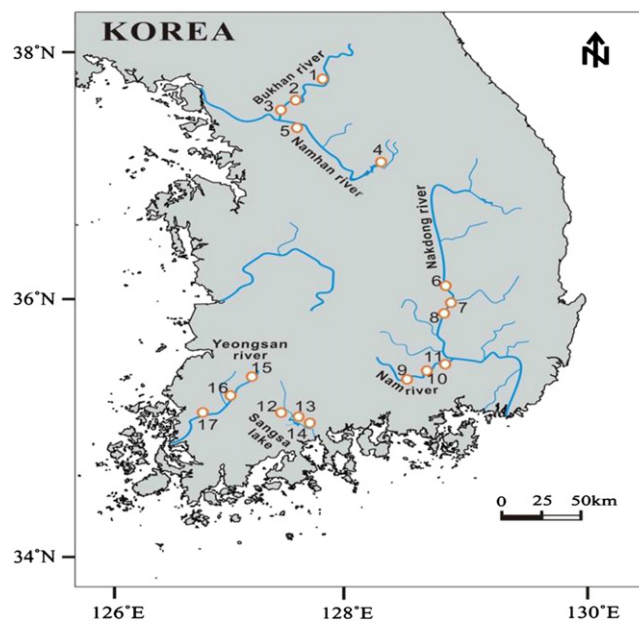 KOREA
N
38°N
36°N
34°N
126°E
128°E
130°E
Bukhan river
1
2
3
5
4
Namhan river
Nakdong river
6
7
8
11
9
10
Nam river
Yeongsan
river
15
16
17
12
13
14
Sangsa
lake
0 25 50km